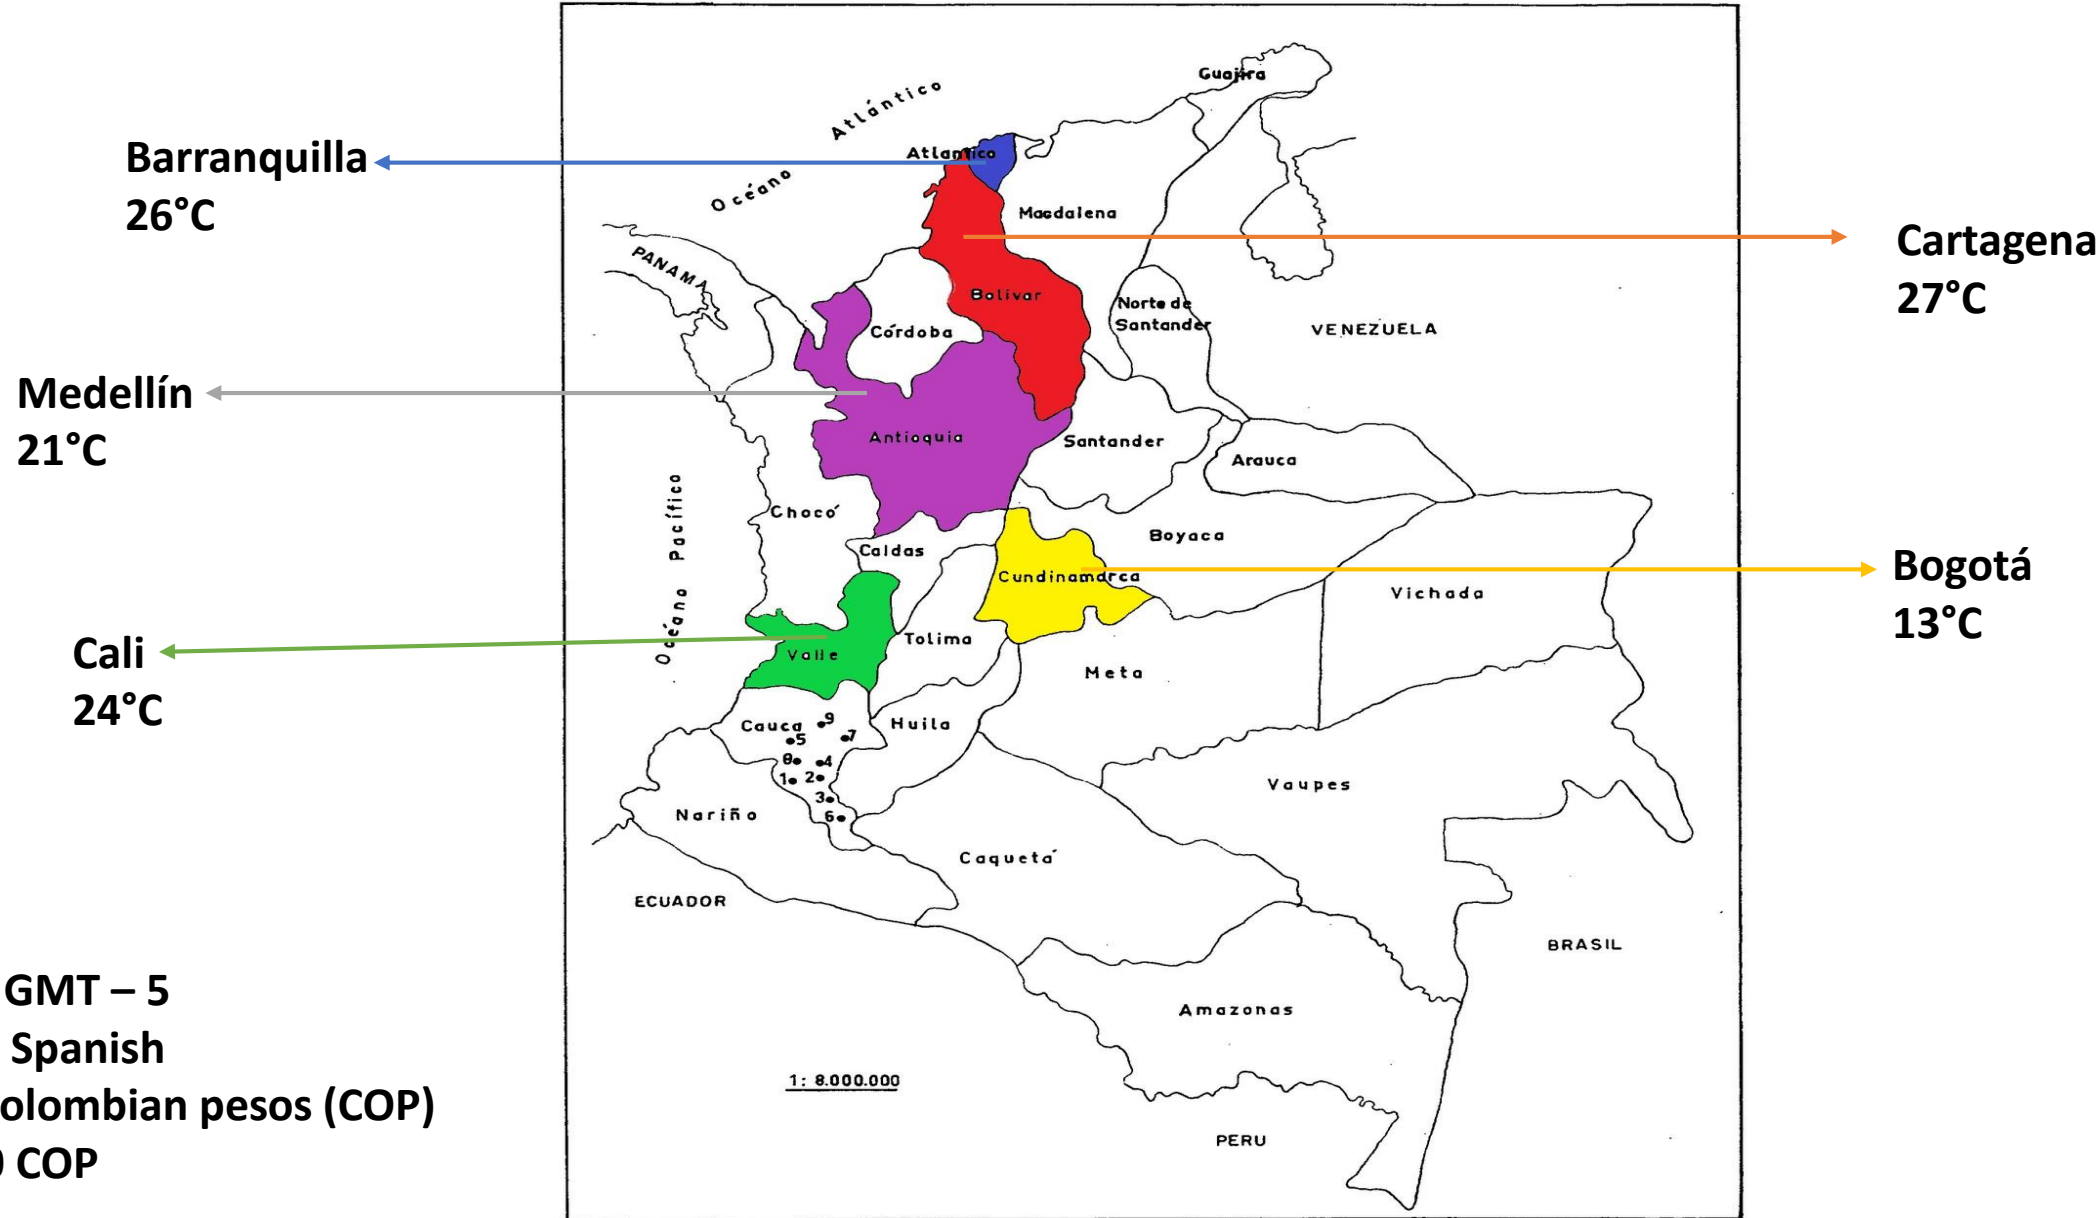 Barranquilla
26°C
Medellín
21°C
Cali
24°C
GMT – 5
Spanish
olombian pesos (COP)
COP
Cartagena
27°C
Bogotá
13°C
Océano Atlántico
Guajira
Atlantico
Magdalena
PANAMA
Bolivar
Córdoba
Norte de
Santander
VENEZUELA
Antioquia
Santander
Arauca
Océano Pacífico
Chocó
Boyaca
Caldas
Cundinamarca
Vichada
Tolima
Valle
Meta
Cauca
9
5
7
Huila
8
4
1
2
3
6
Vaupes
Nariño
Caquetá
ECUADOR
BRASIL
Amazonas
1: 8.000.000
PERU